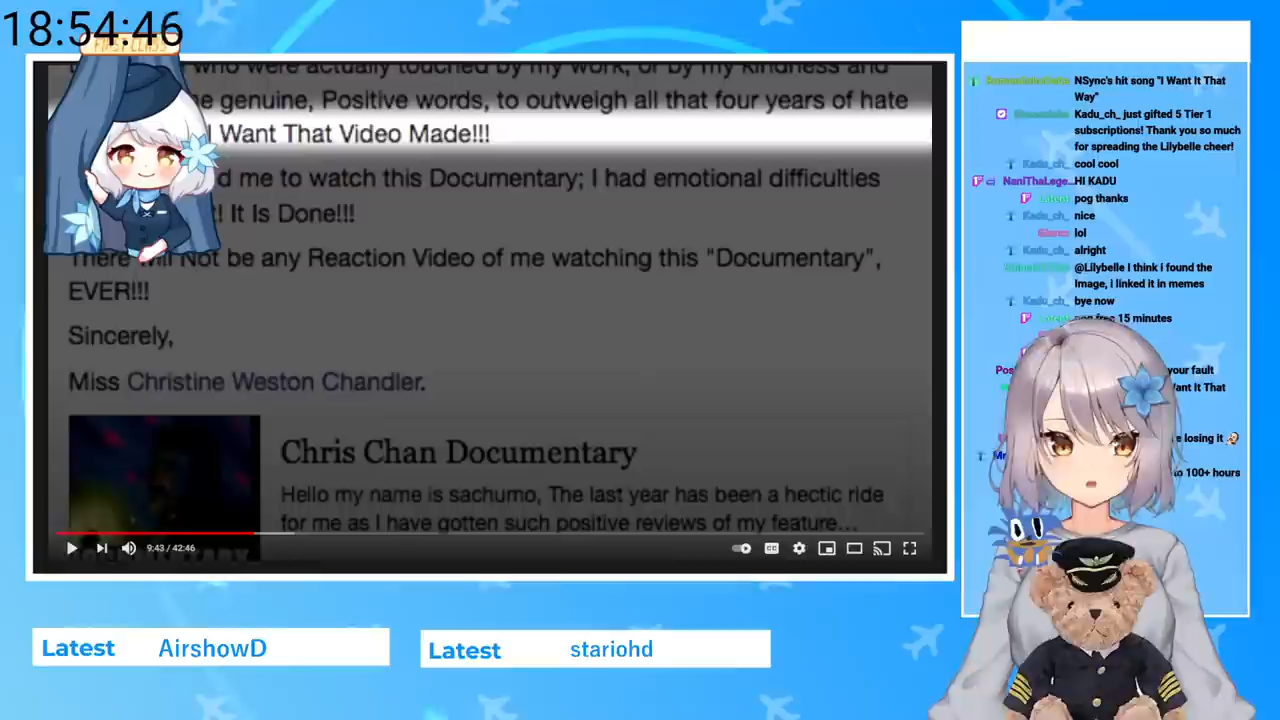 18:54:46
FIRST CLASS
who were actually touched by my work, or by my kindness and
genuine, Positive words, to outweigh all that four years of hate
I Want That Video Made!!!
d me to watch this Documentary; I had emotional difficulties
! It Is Done!!!
There will Not be any Reaction Video of me watching this "Documentary",
EVER!!!
Sincerely,
Miss Christine Weston Chandler.
Chris Chan Documentary
Hello my name is sachumo, The last year has been a hectic ride
for me as I have gotten such positive reviews of my feature...
9:43 / 42:46
NSync's hit song "I Want It That
Way"
Kadu_ch_ just gifted 5 Tier 1
subscriptions! Thank you so much
for spreading the Lilybelle cheer!
Kadu_ch_ cool cool
NaniThaLege... HI KADU
pog thanks
Kadu_ch_ nice
lol
Kadu_ch_ alright
@Lilybelle I think i found the
Image, i linked it in memes
Kadu_ch_ bye now
15 minutes
your fault
Want It That
losing it
to 100+ hours
Latest AirshowD
Latest stariohd